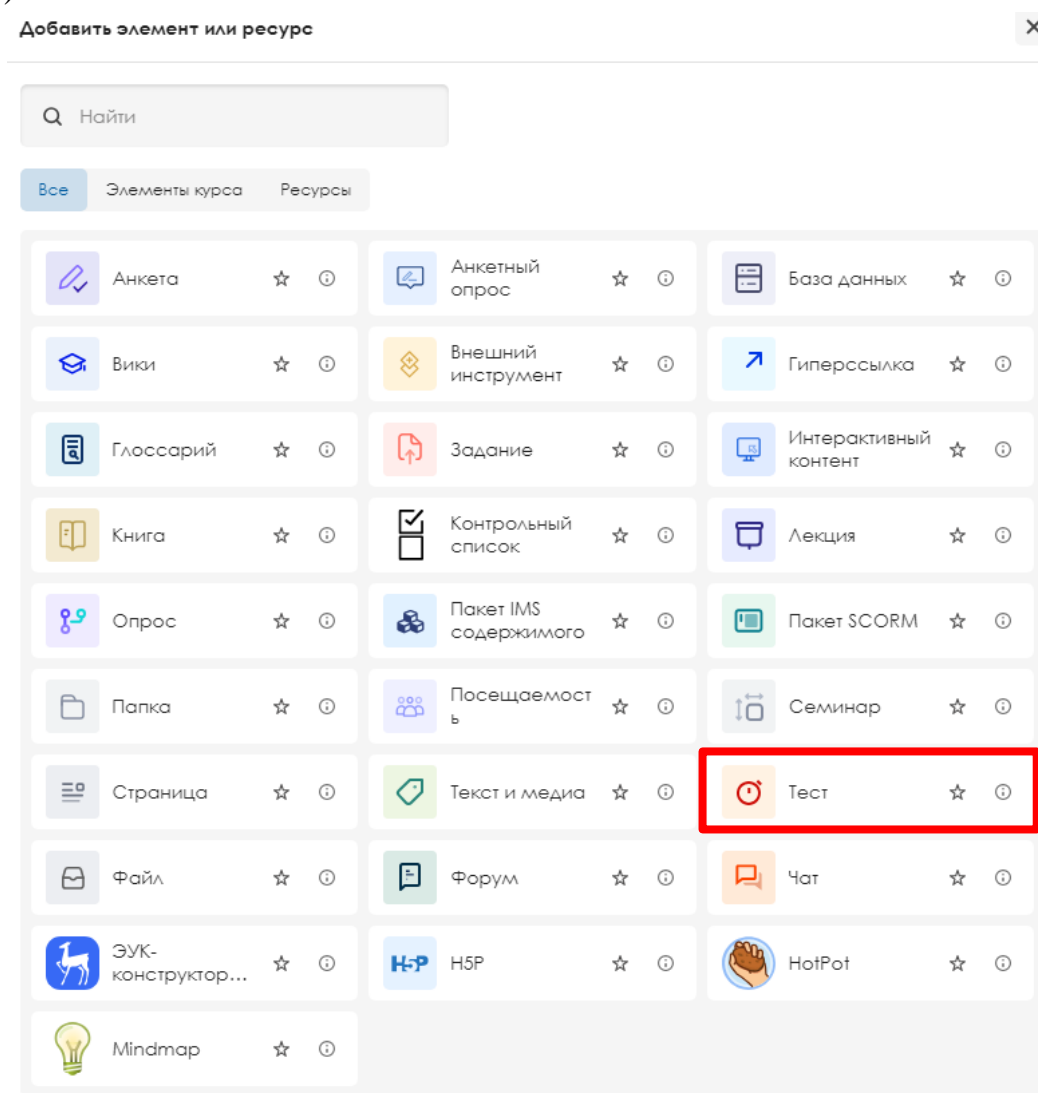 )
Добавить элемент или ресурс
Найти
Все Элементы курса Ресурсы
Анкета
Анкетный
опрос
База данных
Вики
Внешний
инструмент
Гиперссылка
Глоссарий
Задание
Интерактивный
контент
Книга
Контрольный
список
Лекция
Опрос
Пакет IMS
содержимого
Пакет SCORM
Папка
Посещаемост
ь
Семинар
Страница
Текст и медиа
Тест
Файл
Форум
Чат
ЭУК-
конструктор...
H5P
H5P
HotPot
Mindmap